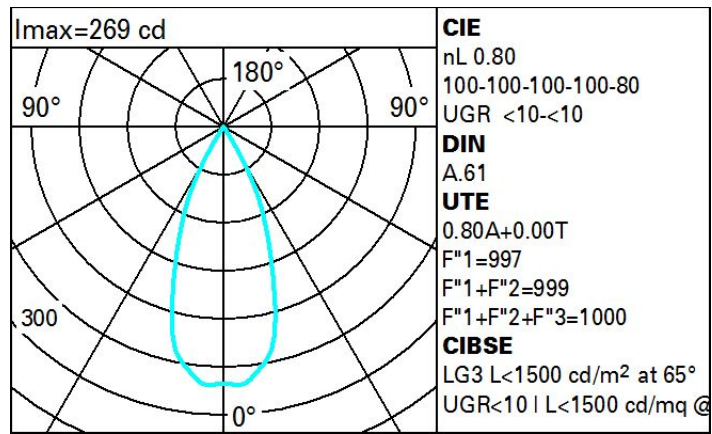 Imax=269 cd
180°
90°
90°
300
0°
CIE
nL 0.80
100-100-100-100-80
UGR <10-<10
DIN
A.61
UTE
0.80A+0.00T
F"1=997
F"1+F"2=999
F"1+F"2+F"3=1000
CIBSE
LG3 L<1500 cd/m² at 65°
UGR<10 | L<1500 cd/mq @